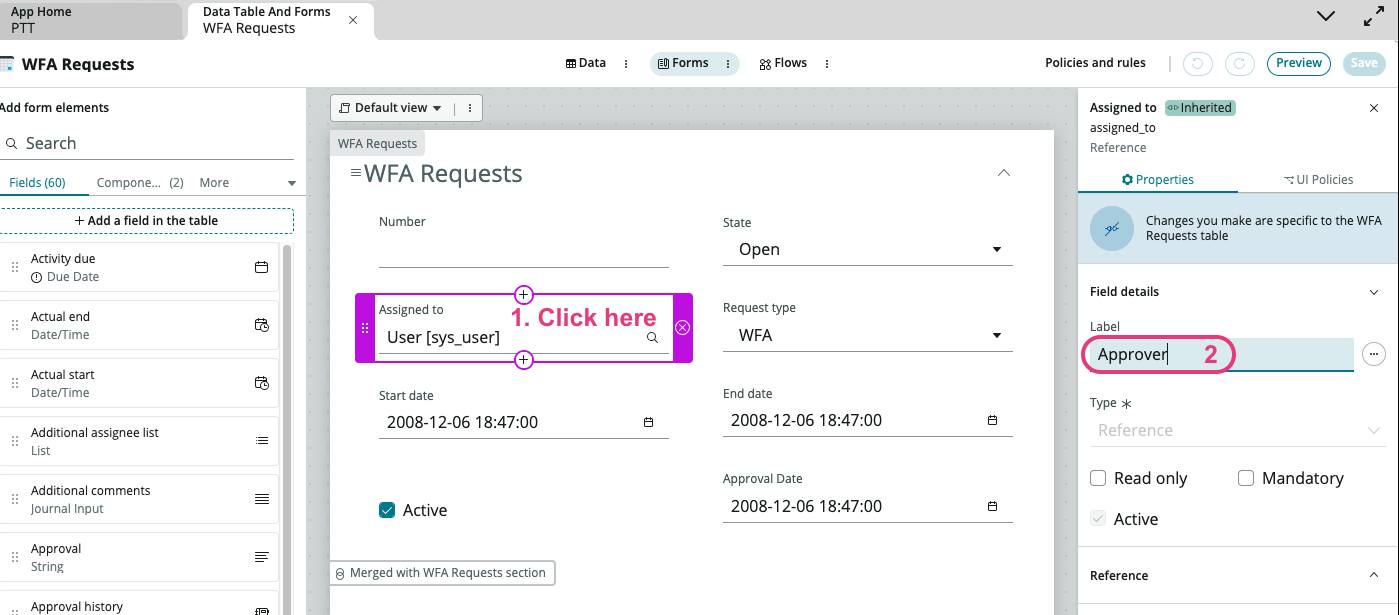 App Home
PTT
Data Table And Forms
WFA Requests
WFA Requests
Data
Forms
Flows
Policies and rules
Preview
Save
Add form elements
Search
Fields (60)
Compone... (2)
More
+ Add a field in the table
Activity due
Due Date
Actual end
Date/Time
Actual start
Date/Time
Additional assignee list
List
Additional comments
Journal Input
Approval
String
Approval history
Default view
WFA Requests
WFA Requests
Number
State
Open
Assigned to
User [sys_user]
1. Click here
Request type
WFA
Start date
2008-12-06 18:47:00
End date
2008-12-06 18:47:00
Approval Date
2008-12-06 18:47:00
Active
Merged with WFA Requests section
Assigned to
Inherited
assigned_to
Reference
Properties
UI Policies
Changes you make are specific to the WFA
Requests table
Field details
Label
Approver
2
Type
Reference
Read only
Mandatory
Active
Reference